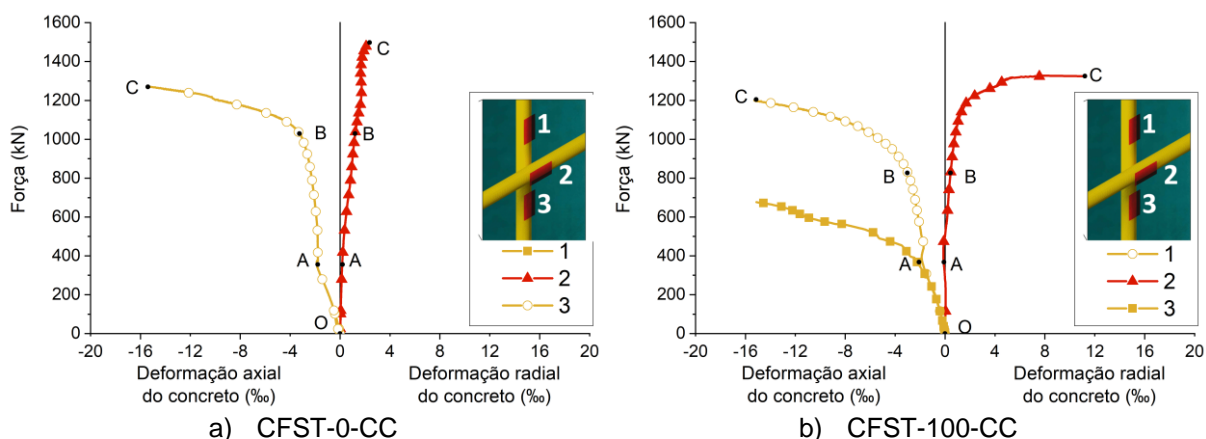 1600
1400
1200
1000
800
600
400
200
0
Força (kN)
-20 -16 -12 -8 -4 0 4 8 12 16 20
Deformação axial
do concreto (‰)
Deformação radial
do concreto (‰)
C
B
A
O
C
B
A
1
2
3
1
2
3
a) CFST-0-CC
1600
1400
1200
1000
800
600
400
200
0
Força (kN)
-20 -16 -12 -8 -4 0 4 8 12 16 20
Deformação axial
do concreto (‰)
Deformação radial
do concreto (‰)
C
B
A
O
C
B
A
1
2
3
1
2
3
b) CFST-100-CC